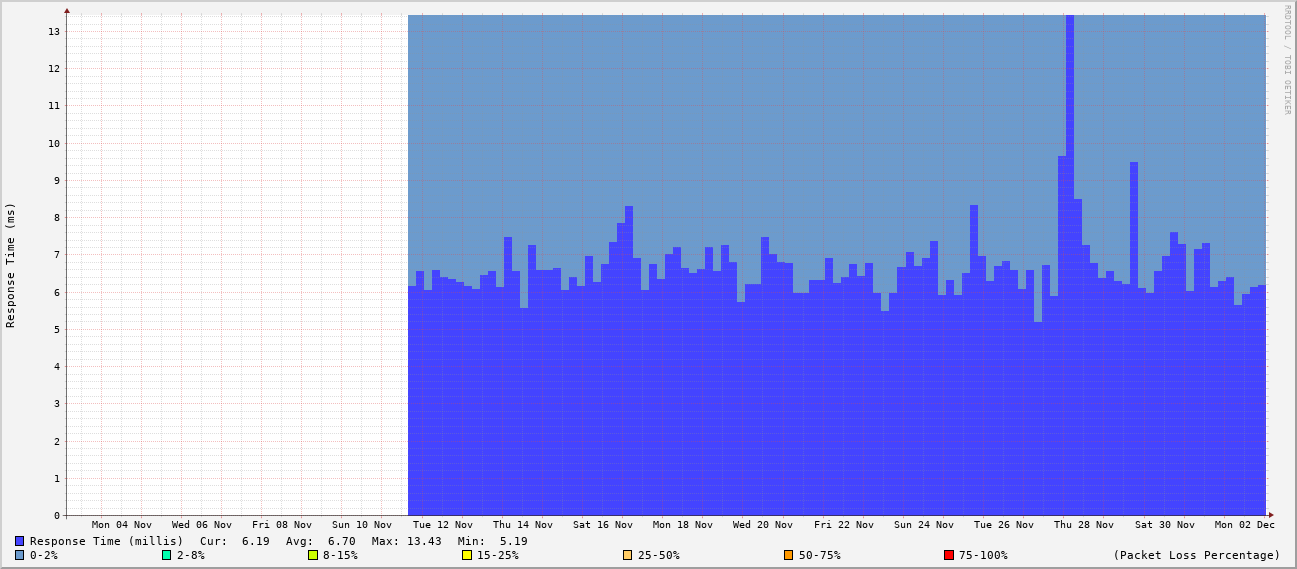 RRDTOOL / TOBI OETIKER
Response Time (ms)
13
12
11
10
9
8
7
6
5
4
3
2
1
0
Mon 04 Nov Wed 06 Nov Fri 08 Nov Sun 10 Nov Tue 12 Nov Thu 14 Nov Sat 16 Nov Mon 18 Nov Wed 20 Nov Fri 22 Nov Sun 24 Nov Tue 26 Nov Thu 28 Nov Sat 30 Nov Mon 02 Dec
Response Time (millis) Cur: 6.19 Avg: 6.70 Max: 13.43 Min: 5.19
0-2% 2-8% 8-15% 15-25% 25-50% 50-75% 75-100% (Packet Loss Percentage)